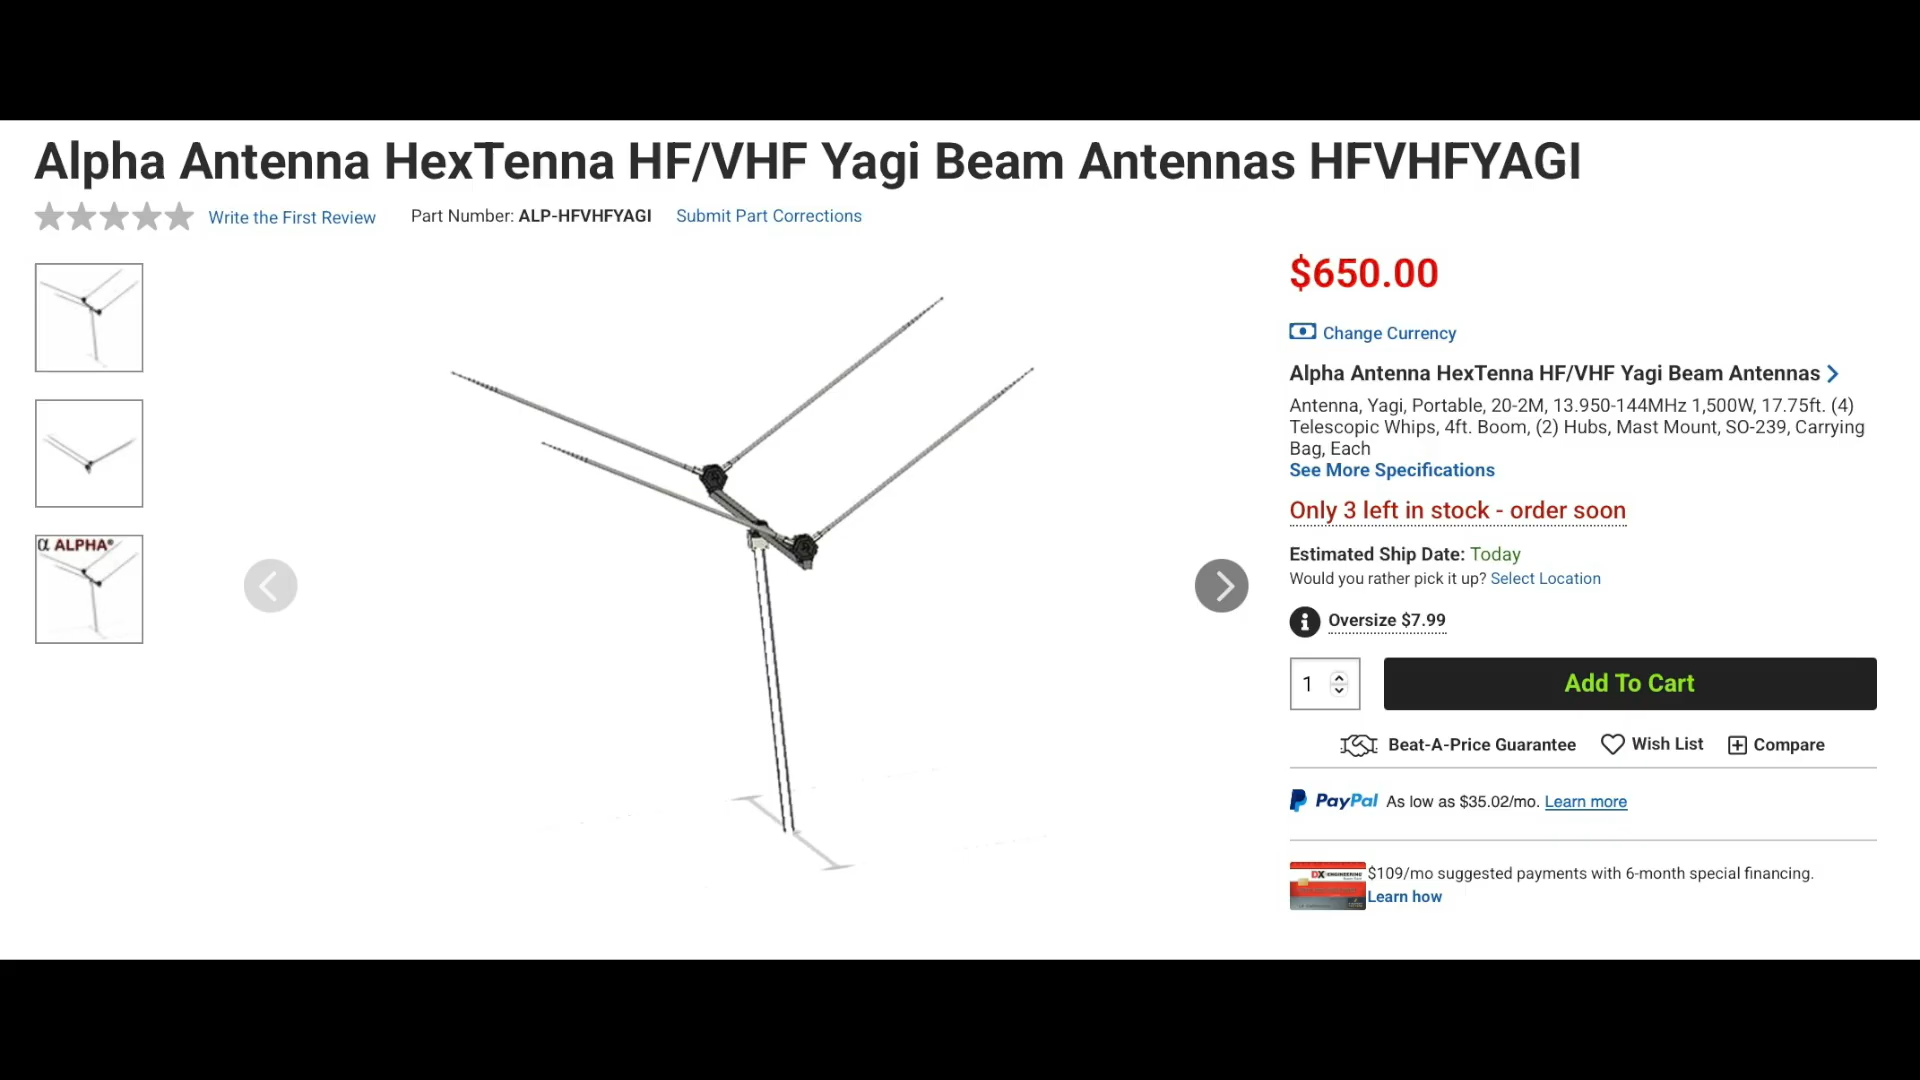 Alpha Antenna HexTenna HF/VHF Yagi Beam Antennas HFVHFYAGI
Write the First Review
Part Number: ALP-HFVHFYAGI
Submit Part Corrections
α ALPHA®
$650.00
Change Currency
Alpha Antenna HexTenna HF/VHF Yagi Beam Antennas
Antenna, Yagi, Portable, 20-2M, 13.950-144MHz 1,500W, 17.75ft. (4)
Telescopic Whips, 4ft. Boom, (2) Hubs, Mast Mount, SO-239, Carrying
Bag, Each
See More Specifications
Only 3 left in stock - order soon
Estimated Ship Date: Today
Would you rather pick it up? Select Location
Oversize $7.99
1
Add To Cart
Beat-A-Price Guarantee
Wish List
Compare
PayPal As low as $35.02/mo. Learn more
DX ENGINEERING
$109/mo suggested payments with 6-month special financing.
Learn how